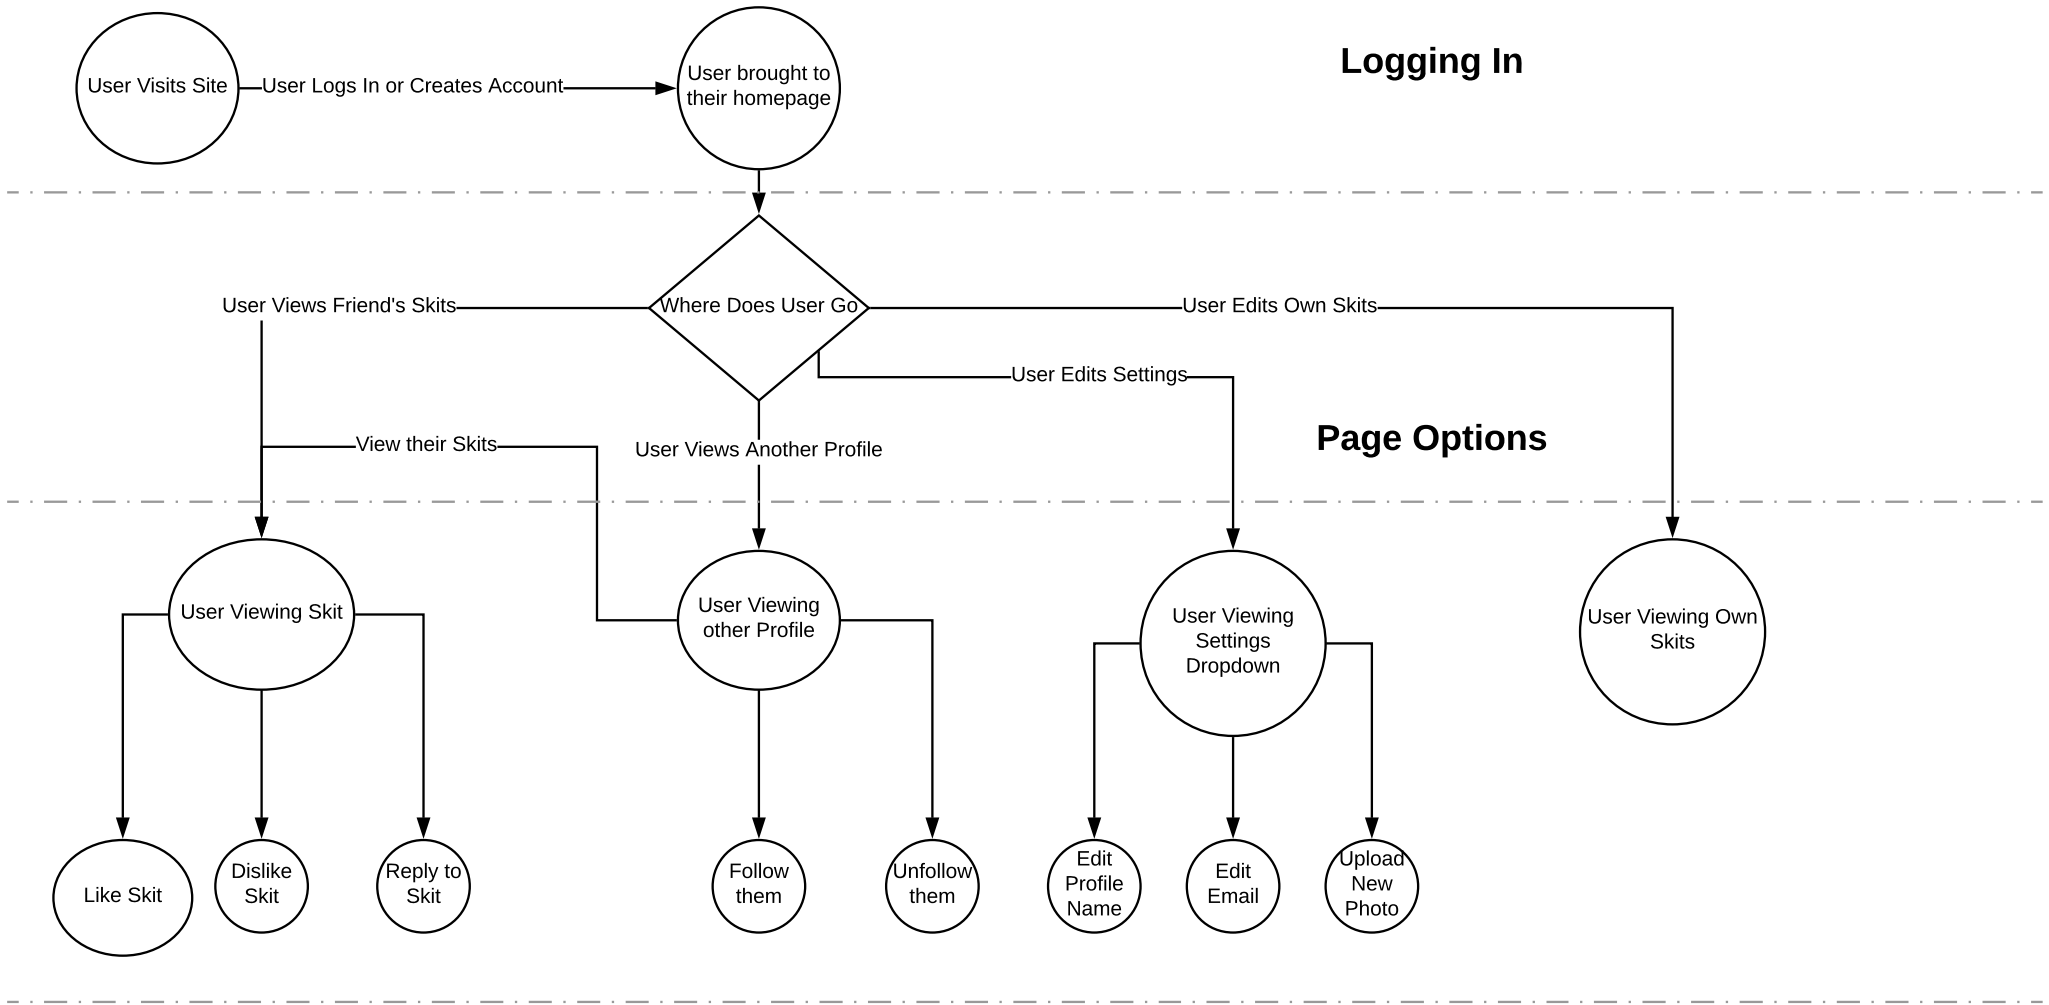 User Visits Site
User Logs In or Creates Account
User brought to
their homepage
Logging In
User Views Friend's Skits
Where Does User Go
User Edits Own Skits
User Edits Settings
View their Skits
User Views Another Profile
Page Options
User Viewing Skit
User Viewing
other Profile
User Viewing
Settings
Dropdown
User Viewing Own
Skits
Like Skit
Dislike
Skit
Reply to
Skit
Follow
them
Unfollow
them
Edit
Profile
Name
Edit
Email
Upload
New
Photo